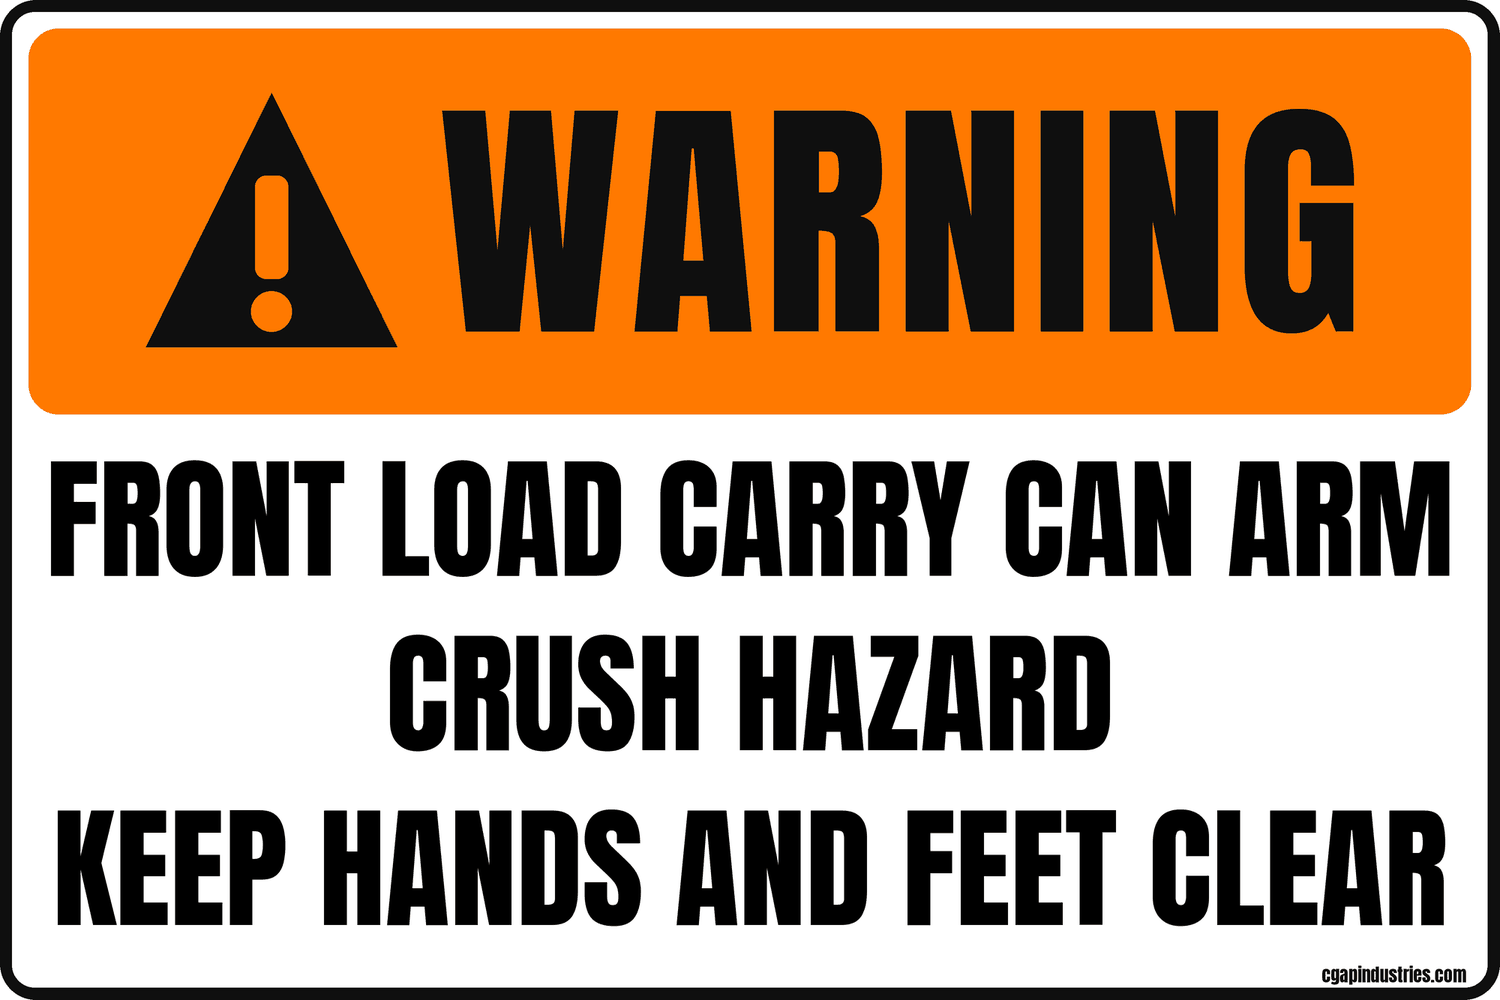 WARNING
FRONT LOAD CARRY CAN ARM
CRUSH HAZARD
KEEP HANDS AND FEET CLEAR
cgapindustries.com